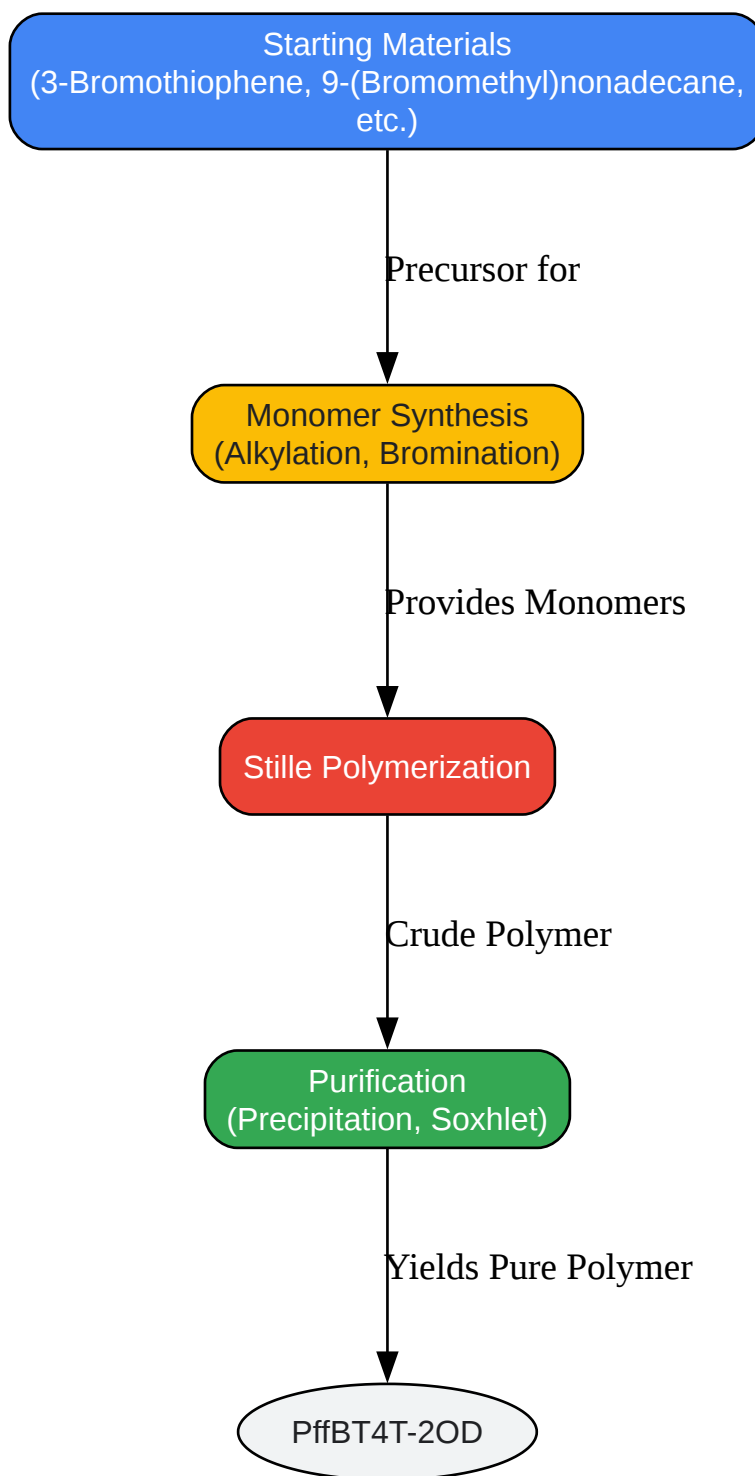 Starting Materials
(3-Bromothiophene, 9-(Bromomethyl)nonadecane,
etc.)
Precursor for
Monomer Synthesis
(Alkylation, Bromination)
Provides Monomers
Stille Polymerization
Crude Polymer
Purification
(Precipitation, Soxhlet)
Yields Pure Polymer
PffBT4T-2OD